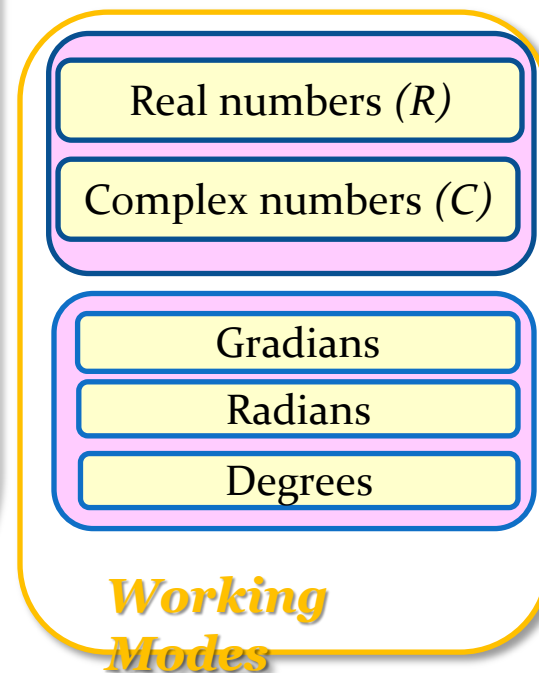 Real numbers (R)
Complex numbers (C)
Gradians
Radians
Degrees
Working
Modes